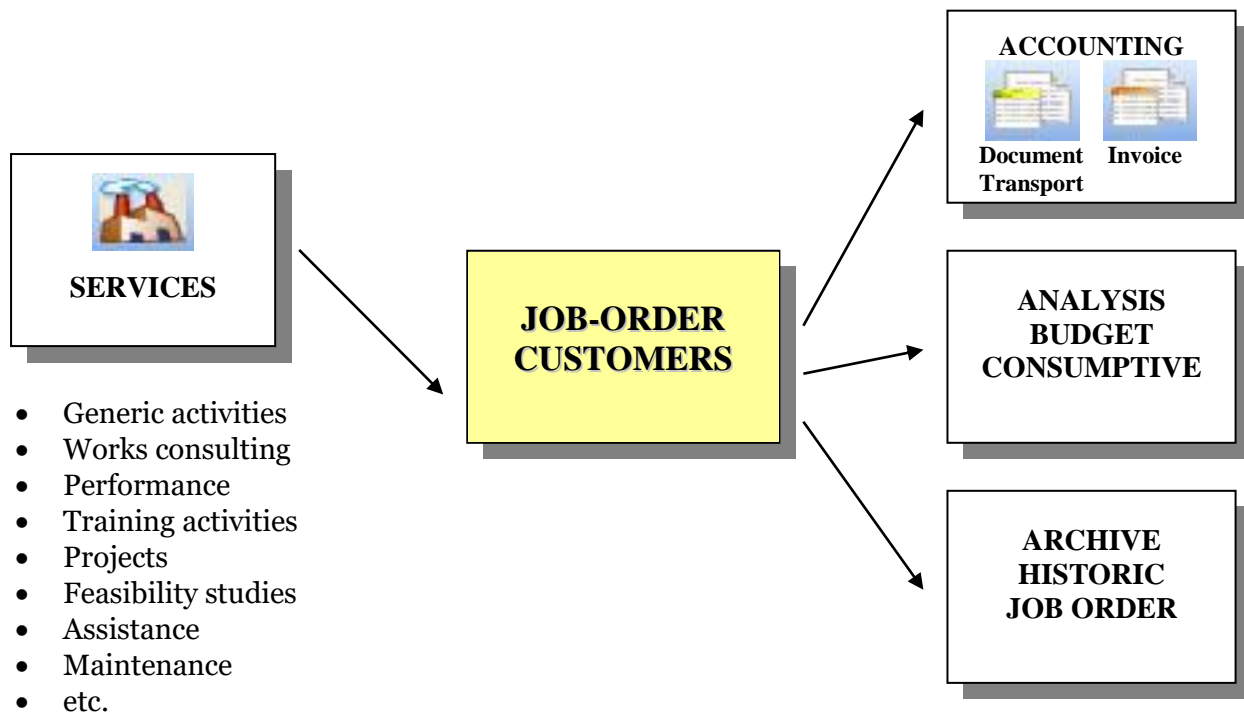 SERVICES
• Generic activities
• Works consulting
• Performance
• Training activities
• Projects
• Feasibility studies
• Assistance
• Maintenance
• etc.
JOB-ORDER
CUSTOMERS
ACCOUNTING
Document Invoice
Transport
ANALYSIS
BUDGET
CONSUMPTIVE
ARCHIVE
HISTORIC
JOB ORDER